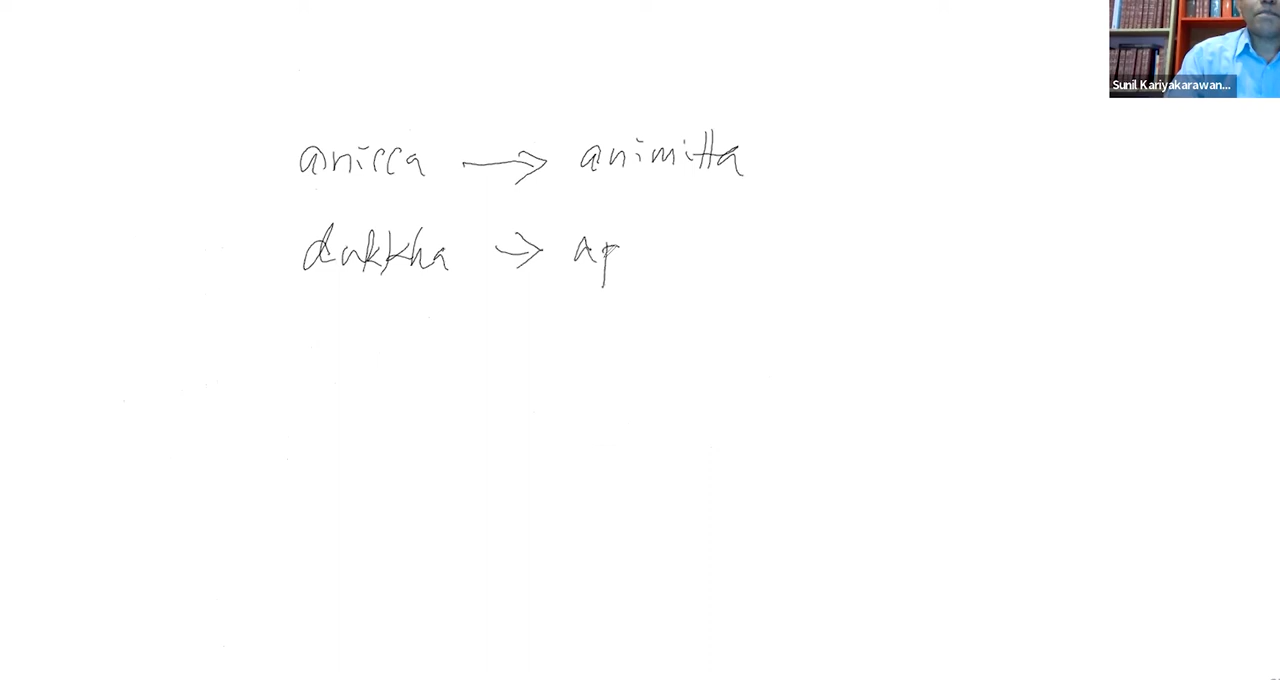 Sunil Kariyakarawan...
anicca → animitta
dukkha → ap